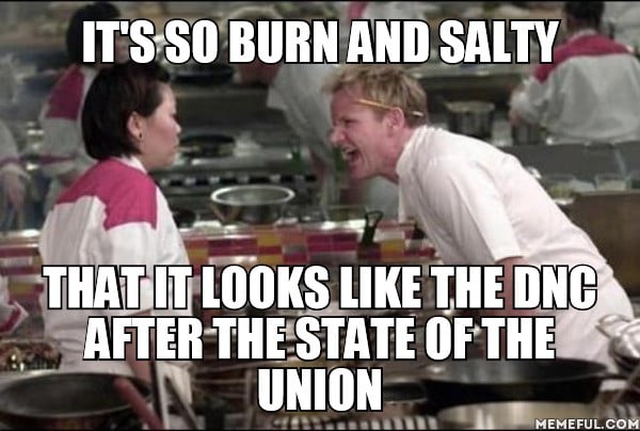 IT'S SO BURN AND SALTY
THAT IT LOOKS LIKE THE DNC
AFTER THE STATE OF THE
UNION
MEMEFUL.COM